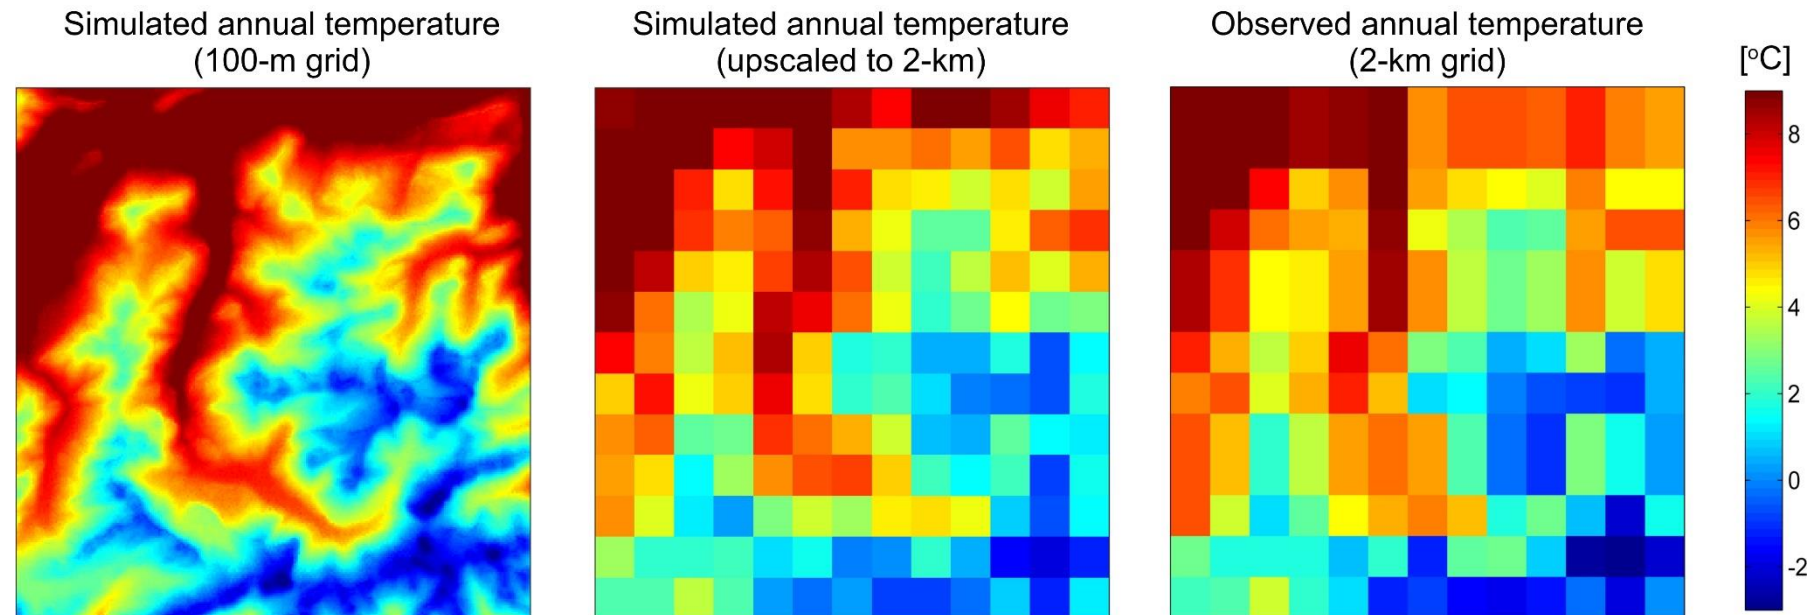 Simulated annual temperature
(100-m grid)
Simulated annual temperature
(upscaled to 2-km)
Observed annual temperature
(2-km grid)
[ºC]
8
6
4
2
0
-2